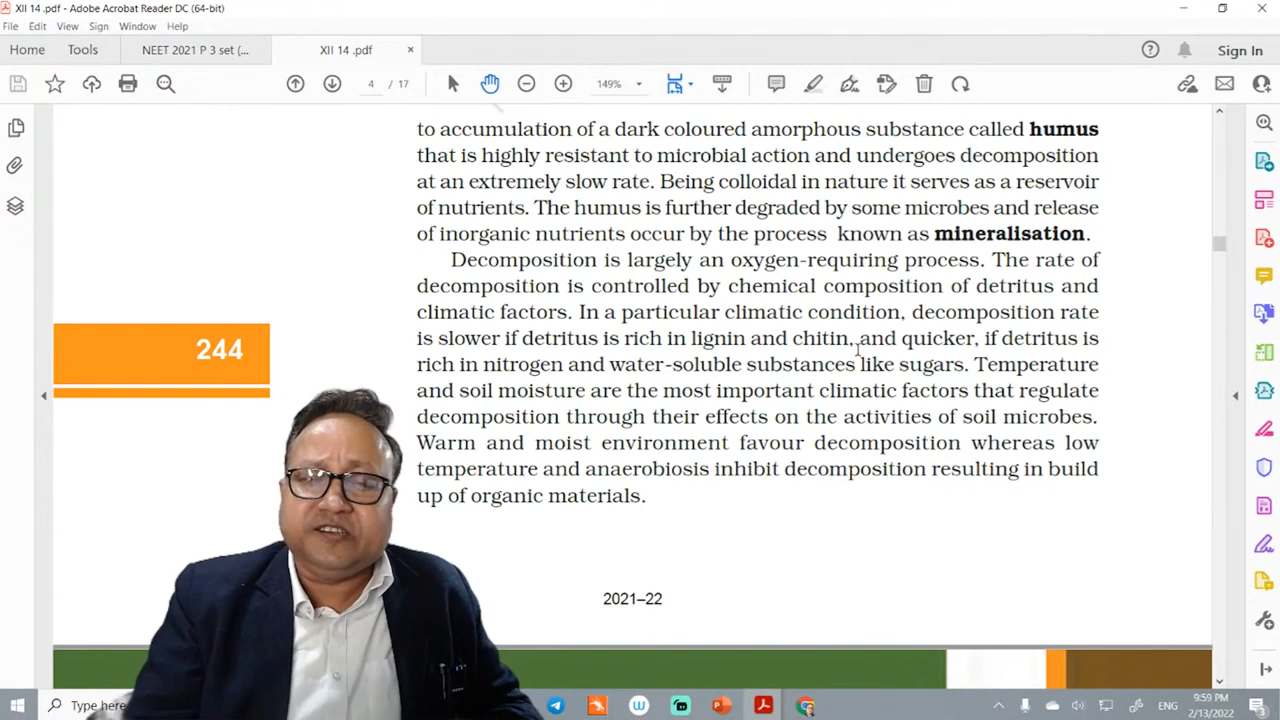 XII 14 .pdf - Adobe Acrobat Reader DC (64-bit)
File Edit View Sign Window Help
Home Tools NEET 2021 P 3 set (... XII 14 .pdf × Sign In
4 / 17 149%
to accumulation of a dark coloured amorphous substance called humus
that is highly resistant to microbial action and undergoes decomposition
at an extremely slow rate. Being colloidal in nature it serves as a reservoir
of nutrients. The humus is further degraded by some microbes and release
of inorganic nutrients occur by the process known as mineralisation.
Decomposition is largely an oxygen-requiring process. The rate of
decomposition is controlled by chemical composition of detritus and
climatic factors. In a particular climatic condition, decomposition rate
is slower if detritus is rich in lignin and chitin, and quicker, if detritus is
rich in nitrogen and water-soluble substances like sugars. Temperature
and soil moisture are the most important climatic factors that regulate
decomposition through their effects on the activities of soil microbes.
Warm and moist environment favour decomposition whereas low
temperature and anaerobiosis inhibit decomposition resulting in build
up of organic materials.
244
2021–22
Type here
ENG
9:59 PM
2/13/2022
3